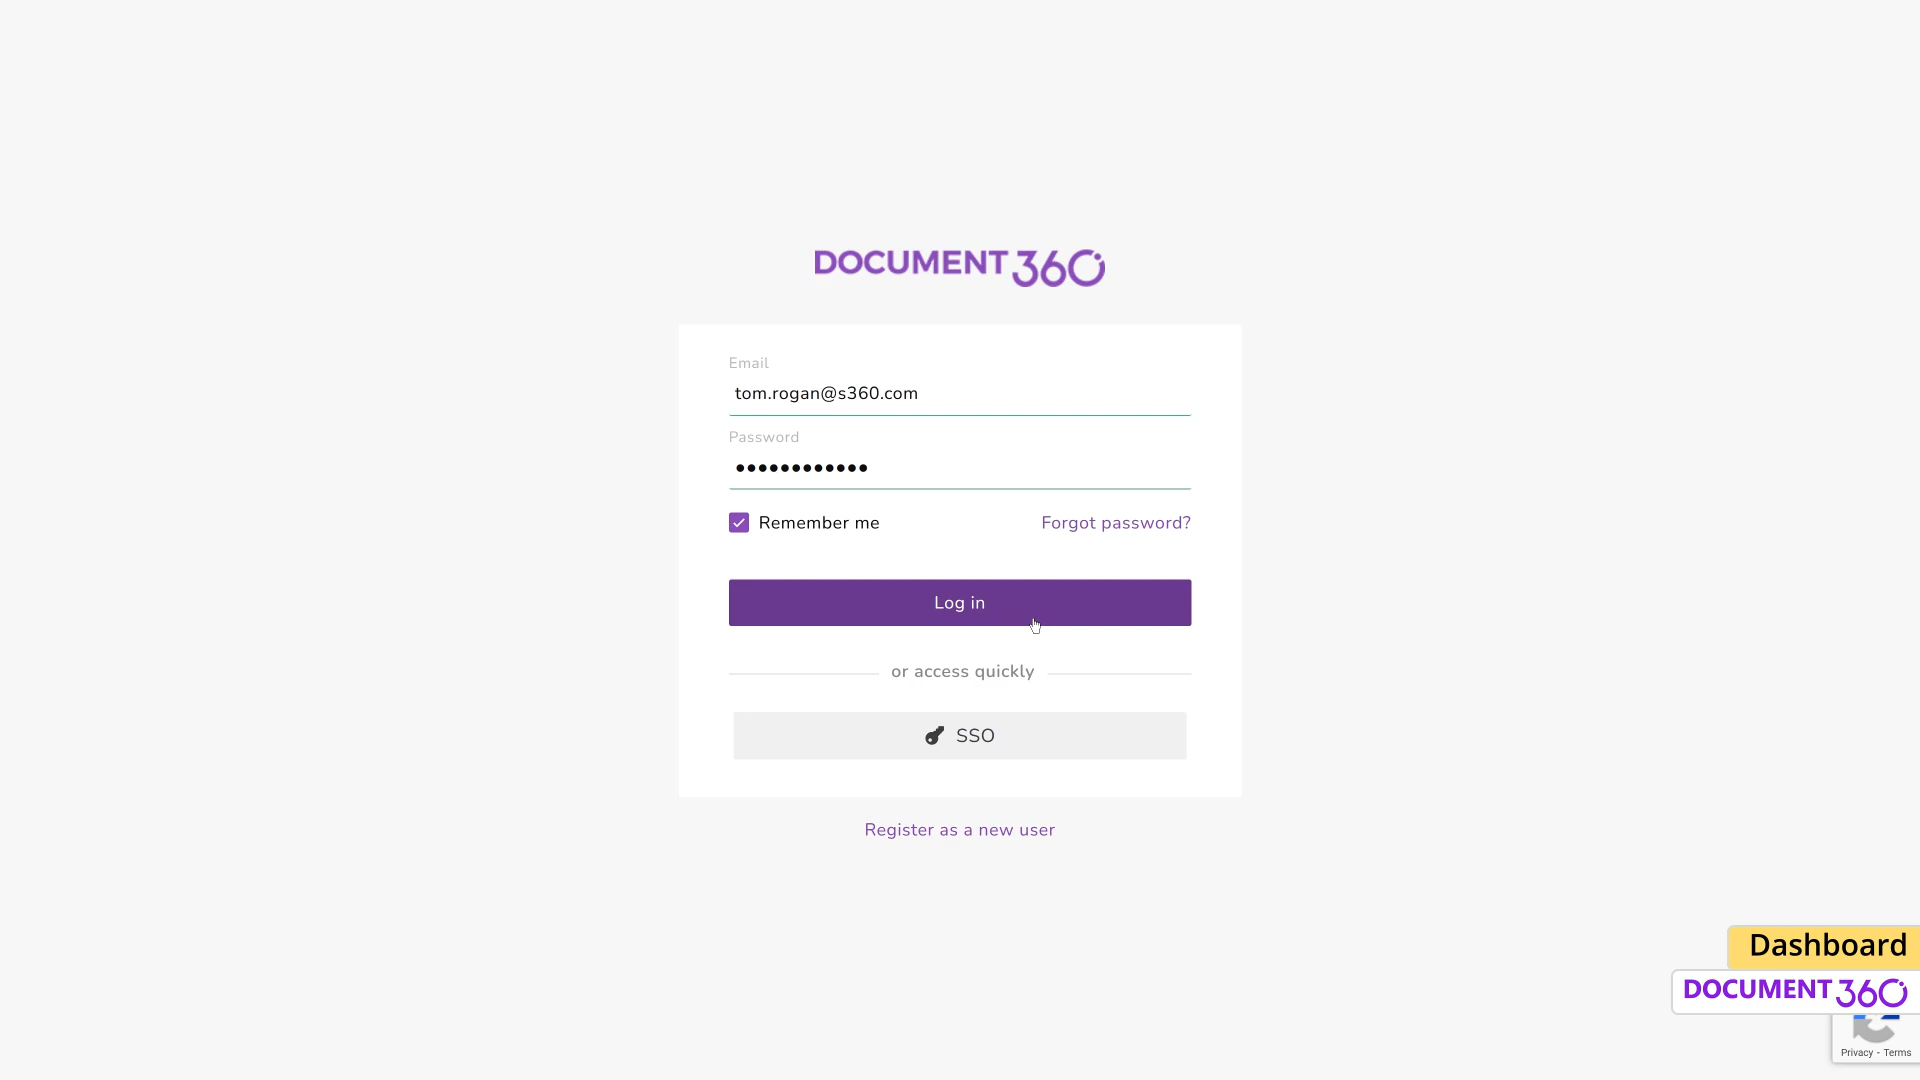 DOCUMENT360
Email
tom.rogan@s360.com
Password
●●●●●●●●●●●●
Remember me
Forgot password?
Log in
or access quickly
SSO
Register as a new user
Dashboard
DOCUMENT360
Privacy - Terms